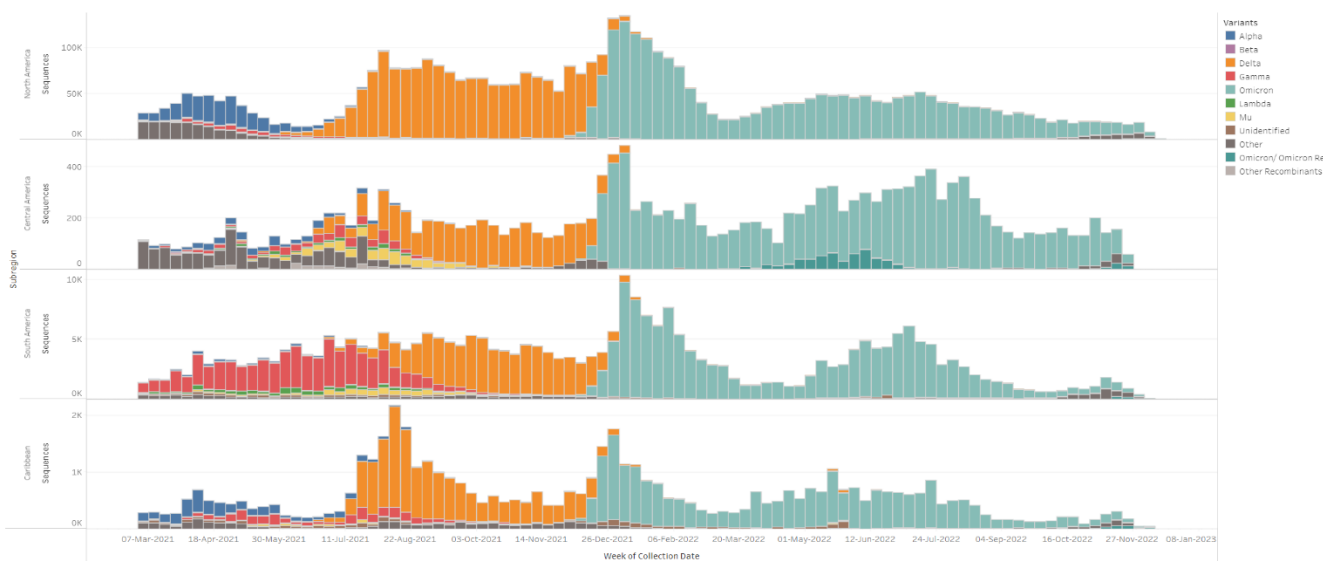 Variants
Alpha
Beta
Delta
Gamma
Omicron
Lambda
Mu
Unidentified
Other
Omicron/ Omicron Re
Other Recombinants
Subregion
North America
Sequences
100K
50K
0K
Central America
Sequences
400
200
0
South America
Sequences
10K
5K
0K
Caribbean
Sequences
2K
1K
0K
07-Mar-2021 18-Apr-2021 30-May-2021 11-Jul-2021 22-Aug-2021 03-Oct-2021 14-Nov-2021 26-Dec-2021 06-Feb-2022 20-Mar-2022 01-May-2022 12-Jun-2022 24-Jul-2022 04-Sep-2022 16-Oct-2022 27-Nov-2022 08-Jan-2023
Week of Collection Date